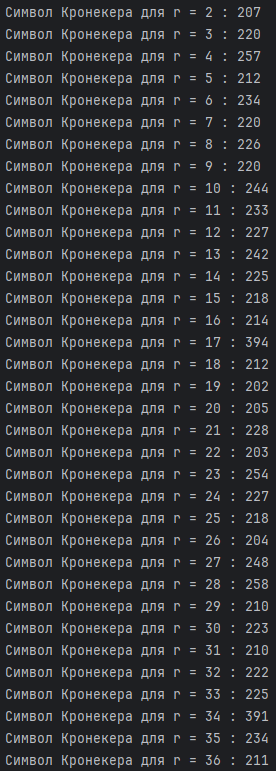 Символ Кронекера для r = 2 : 207
Символ Кронекера для r = 3 : 220
Символ Кронекера для r = 4 : 257
Символ Кронекера для r = 5 : 212
Символ Кронекера для r = 6 : 234
Символ Кронекера для r = 7 : 220
Символ Кронекера для r = 8 : 226
Символ Кронекера для r = 9 : 220
Символ Кронекера для r = 10 : 244
Символ Кронекера для r = 11 : 233
Символ Кронекера для r = 12 : 227
Символ Кронекера для r = 13 : 242
Символ Кронекера для r = 14 : 225
Символ Кронекера для r = 15 : 218
Символ Кронекера для r = 16 : 214
Символ Кронекера для r = 17 : 394
Символ Кронекера для r = 18 : 212
Символ Кронекера для r = 19 : 202
Символ Кронекера для r = 20 : 205
Символ Кронекера для r = 21 : 228
Символ Кронекера для r = 22 : 203
Символ Кронекера для r = 23 : 254
Символ Кронекера для r = 24 : 227
Символ Кронекера для r = 25 : 218
Символ Кронекера для r = 26 : 204
Символ Кронекера для r = 27 : 248
Символ Кронекера для r = 28 : 258
Символ Кронекера для r = 29 : 210
Символ Кронекера для r = 30 : 223
Символ Кронекера для r = 31 : 210
Символ Кронекера для r = 32 : 222
Символ Кронекера для r = 33 : 225
Символ Кронекера для r = 34 : 391
Символ Кронекера для r = 35 : 234
Символ Кронекера для r = 36 : 211